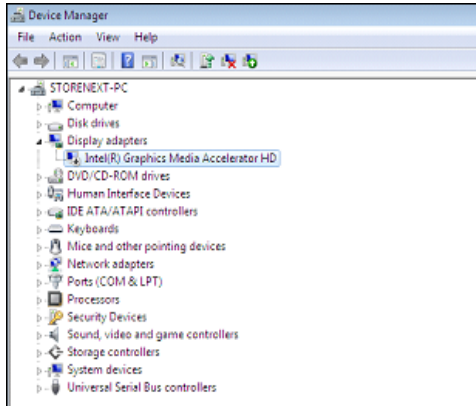 Device Manager
File Action View Help
STORENEXT-PC
Computer
Disk drives
Display adapters
Intel(R) Graphics Media Accelerator HD
DVD/CD-ROM drives
Human Interface Devices
IDE ATA/ATAPI controllers
Keyboards
Mice and other pointing devices
Network adapters
Ports (COM & LPT)
Processors
Security Devices
Sound, video and game controllers
Storage controllers
System devices
Universal Serial Bus controllers